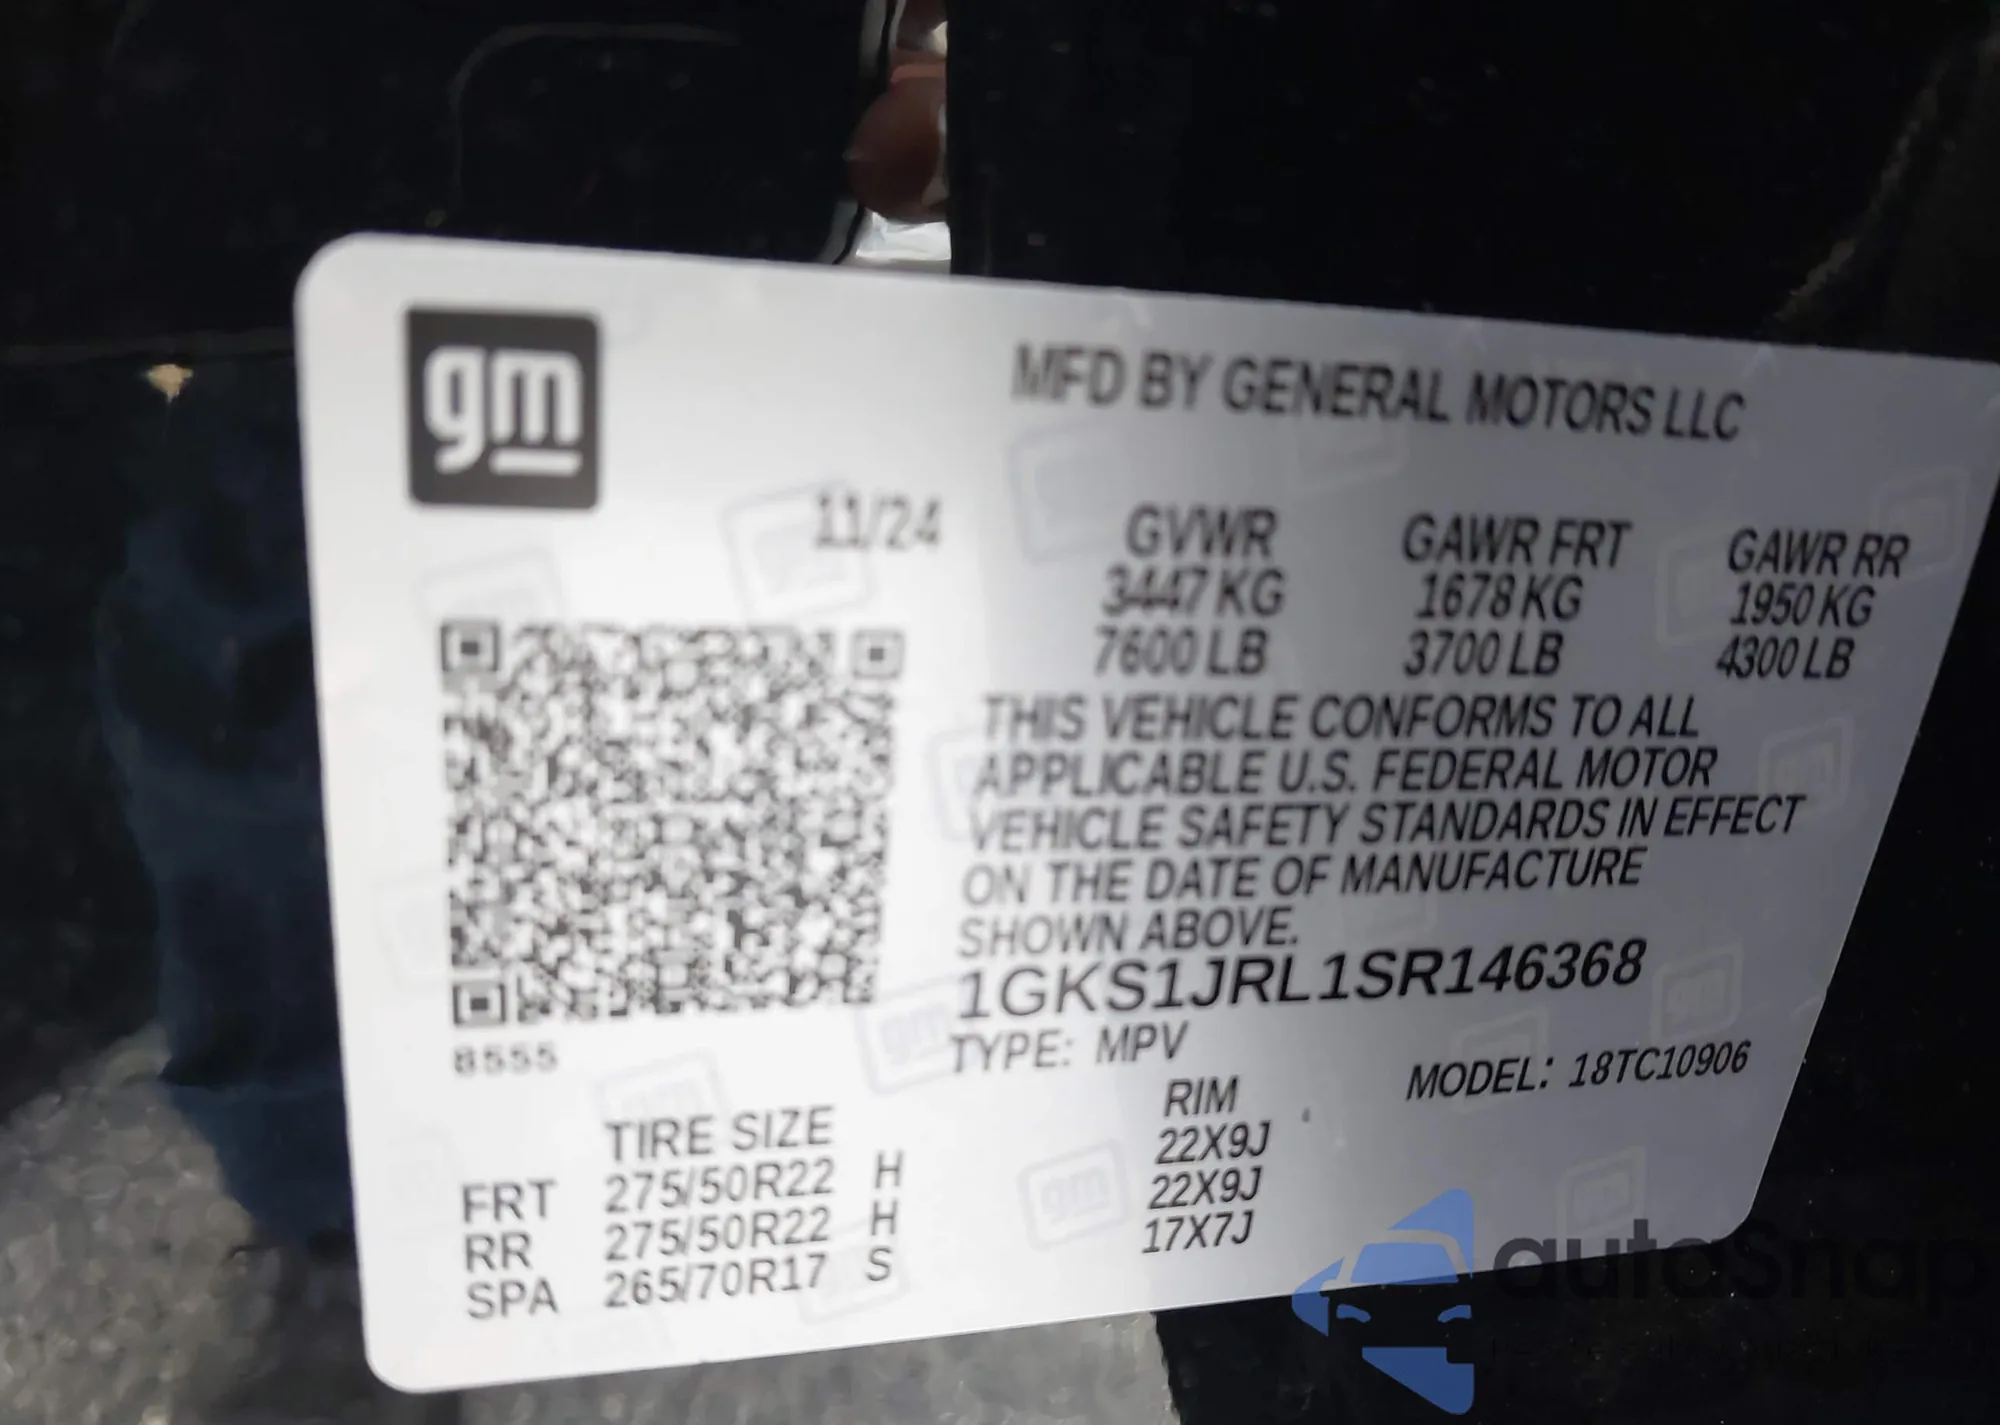 gm
MFD BY GENERAL MOTORS LLC
11/24
GVWR GAWR FRT GAWR RR
3447 KG 1678 KG 1950 KG
7600 LB 3700 LB 4300 LB
THIS VEHICLE CONFORMS TO ALL
APPLICABLE U.S. FEDERAL MOTOR
VEHICLE SAFETY STANDARDS IN EFFECT
ON THE DATE OF MANUFACTURE
SHOWN ABOVE.
1GKS1JRL1SR146368
8555
TYPE: MPV MODEL: 18TC10906
TIRE SIZE RIM
FRT 275/50R22 H 22X9J
RR 275/50R22 H 22X9J
SPA 265/70R17 S 17X7J
autoSnap